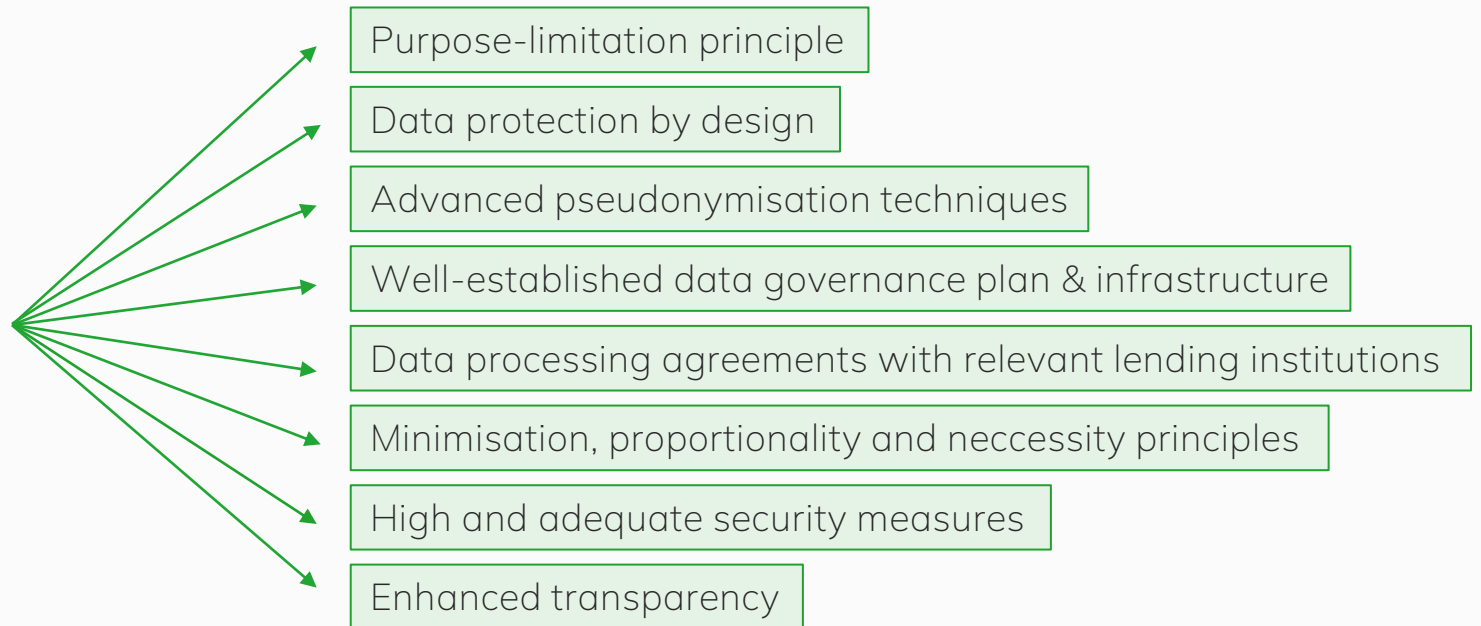 Purpose-limitation principle
Data protection by design
Advanced pseudonymisation techniques
Well-established data governance plan & infrastructure
Data processing agreements with relevant lending institutions
Minimisation, proportionality and neccessity principles
High and adequate security measures
Enhanced transparency